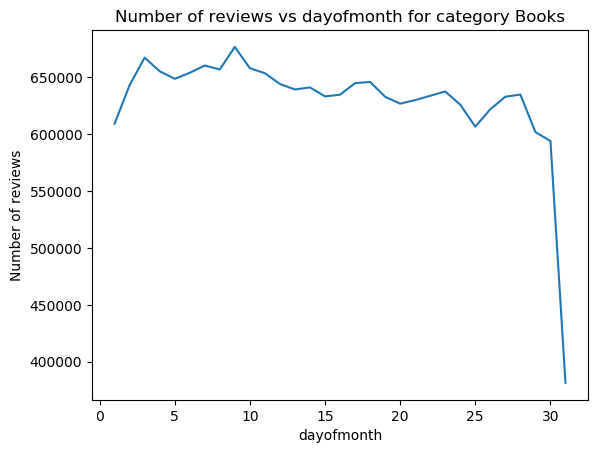 Number of reviews vs dayofmonth for category Books
Number of reviews
650000
600000
550000
500000
450000
400000
0 5 10 15 20 25 30
dayofmonth